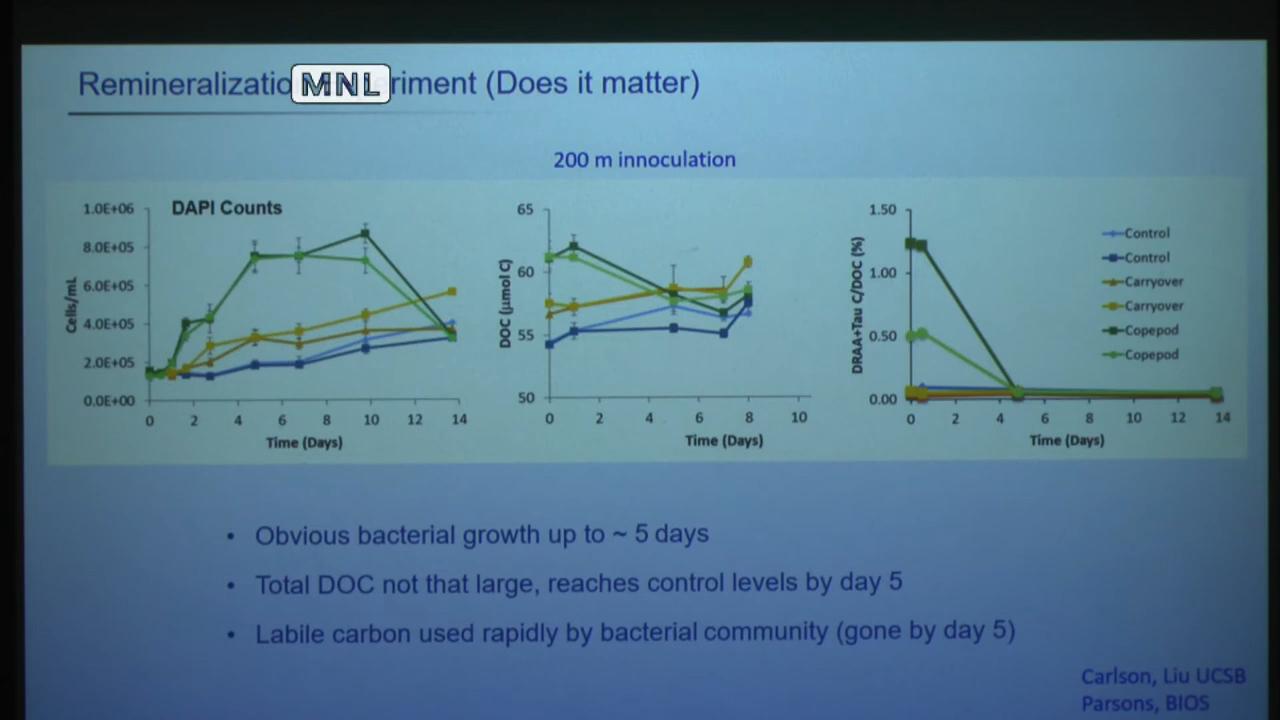 Remineralizatio MNL riment (Does it matter)
200 m innoculation
DAPI Counts
1.0E+06
8.0E+05
6.0E+05
4.0E+05
2.0E+05
0.0E+00
Cells/mL
0 2 4 6 8 10 12 14
Time (Days)
65
60
55
50
DOC (µmol C)
0 2 4 6 8 10
Time (Days)
1.50
1.00
0.50
0.00
DRAA+Tau C/DOC (%)
0 2 4 6 8 10 12 14
Time (Days)
Control
Control
Carryover
Carryover
Copepod
Copepod
• Obvious bacterial growth up to ~ 5 days
• Total DOC not that large, reaches control levels by day 5
• Labile carbon used rapidly by bacterial community (gone by day 5)
Carlson, Liu UCSB
Parsons, BIOS